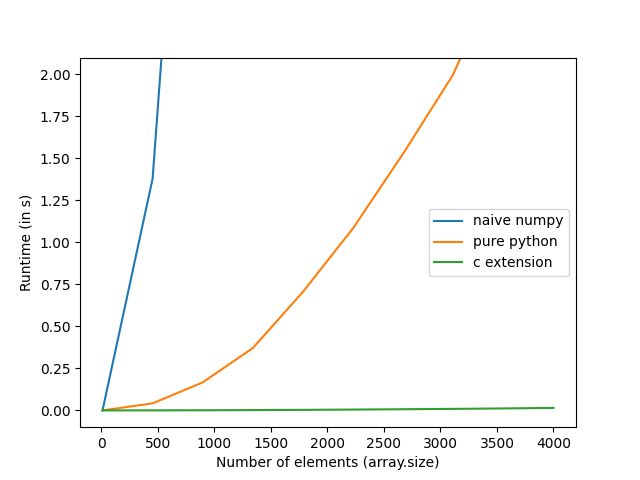 2.00
1.75
1.50
1.25
1.00
0.75
0.50
0.25
0.00
Runtime (in s)
naive numpy
pure python
c extension
0 500 1000 1500 2000 2500 3000 3500 4000
Number of elements (array.size)